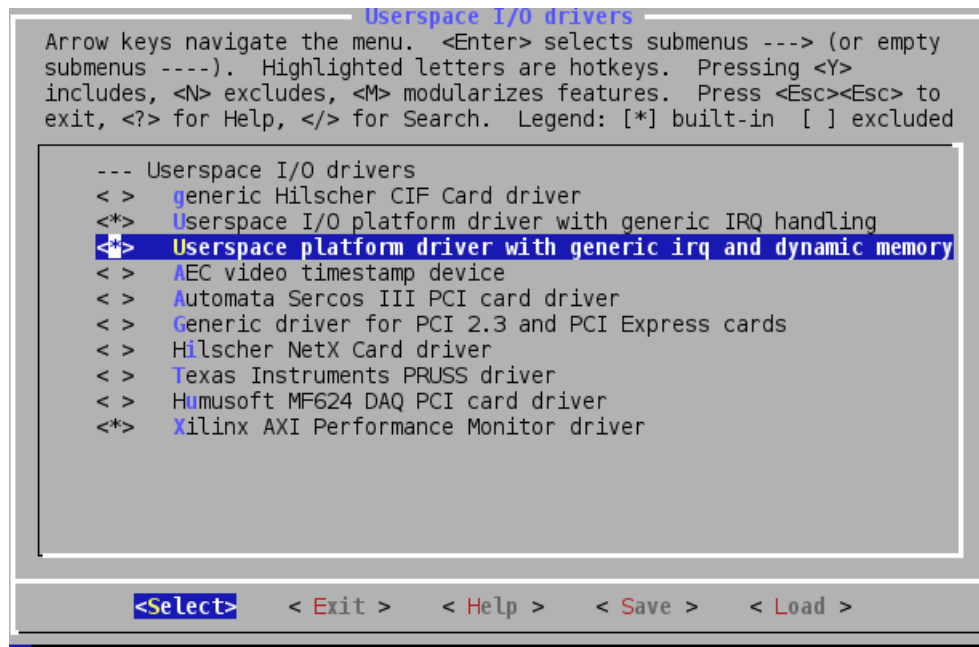 Userspace I/O drivers
Arrow keys navigate the menu.  <Enter> selects submenus ---> (or empty
submenus ----).  Highlighted letters are hotkeys.  Pressing <Y>
includes, <N> excludes, <M> modularizes features.  Press <Esc><Esc> to
exit, <?> for Help, </> for Search.  Legend: [*] built-in  [ ] excluded
--- Userspace I/O drivers
< >   generic Hilscher CIF Card driver
<*>   Userspace I/O platform driver with generic IRQ handling
<*>   Userspace platform driver with generic irq and dynamic memory
< >   AEC video timestamp device
< >   Automata Sercos III PCI card driver
< >   Generic driver for PCI 2.3 and PCI Express cards
< >   Hilscher NetX Card driver
< >   Texas Instruments PRUSS driver
< >   Humusoft MF624 DAQ PCI card driver
<*>   Xilinx AXI Performance Monitor driver
<Select>    < Exit >    < Help >    < Save >    < Load >